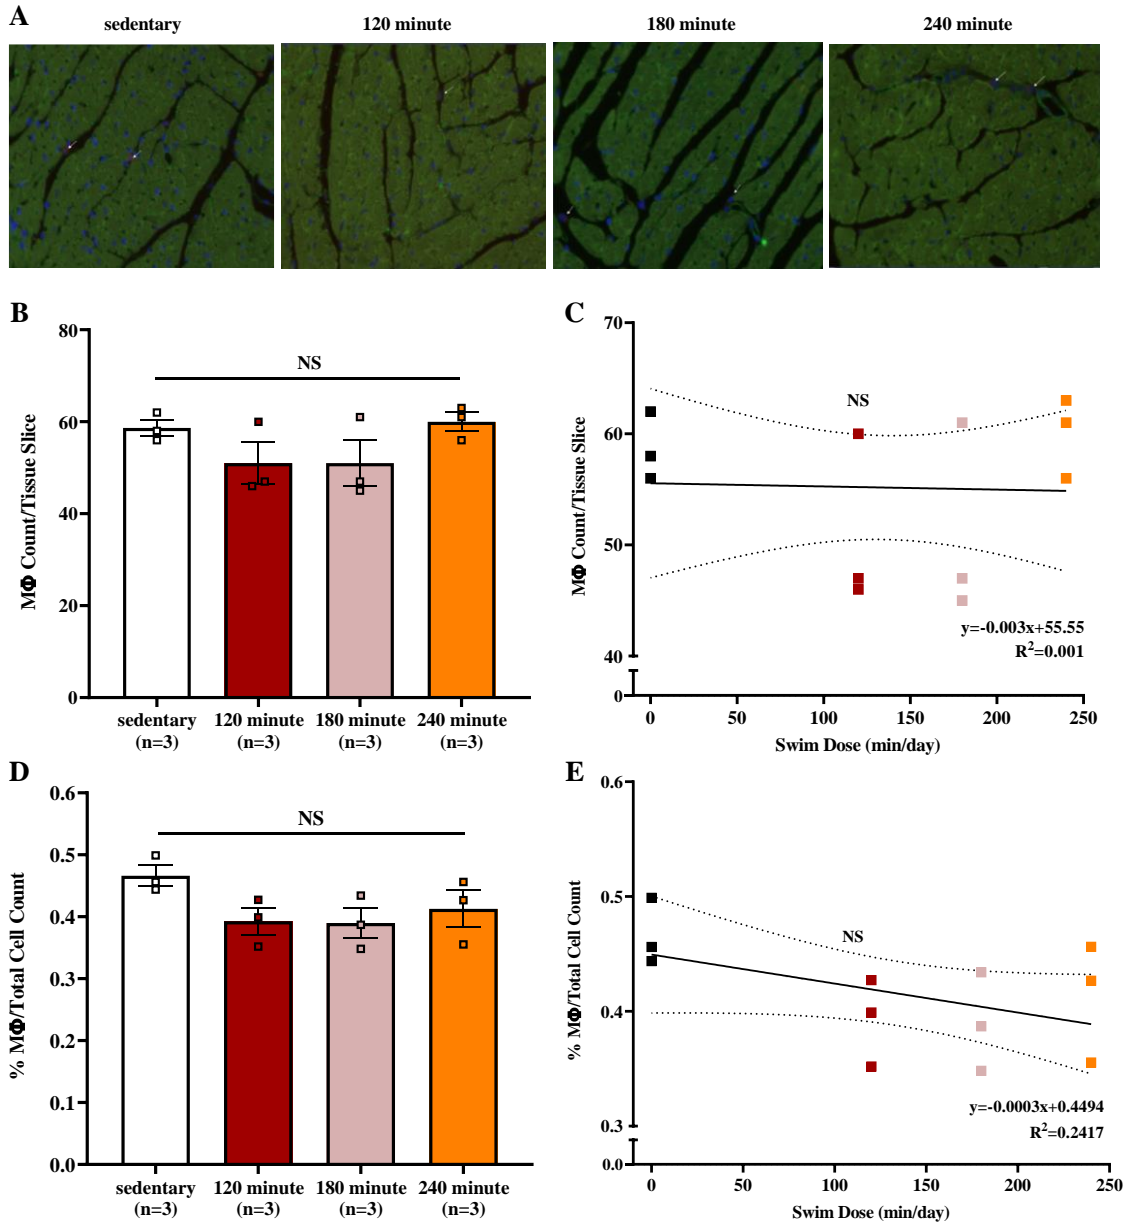 A
sedentary
120 minute
180 minute
240 minute
B
80
60
40
20
0
MΦ Count/Tissue Slice
NS
sedentary
(n=3)
120 minute
(n=3)
180 minute
(n=3)
240 minute
(n=3)
C
70
60
50
40
0
MΦ Count/Tissue Slice
NS
y=-0.003x+55.55
R²=0.001
0
50
100
150
200
250
Swim Dose (min/day)
D
0.6
0.5
0.4
0.3
0.2
0.1
0.0
% MΦ/Total Cell Count
NS
sedentary
(n=3)
120 minute
(n=3)
180 minute
(n=3)
240 minute
(n=3)
E
0.6
0.5
0.4
0.3
0.0
% MΦ/Total Cell Count
NS
y=-0.0003x+0.4494
R²=0.2417
0
50
100
150
200
250
Swim Dose (min/day)